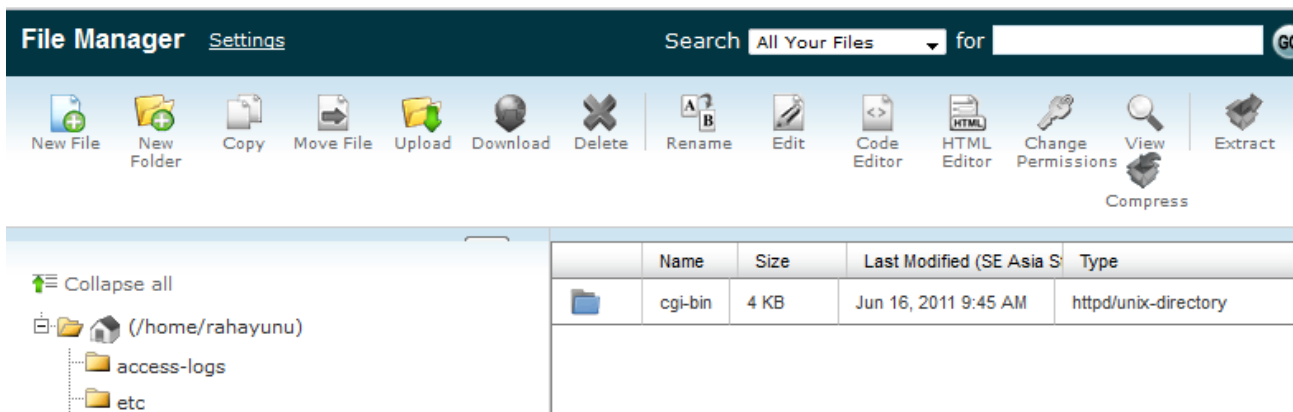 File Manager Settings Search All Your Files for GO
New File New Folder Copy Move File Upload Download Delete Rename Edit Code Editor HTML Editor Change Permissions View Extract
Compress
Name Size Last Modified (SE Asia S Type
Collapse all
cgi-bin 4 KB Jun 16, 2011 9:45 AM httpd/unix-directory
(/home/rahayunu)
access-logs
etc